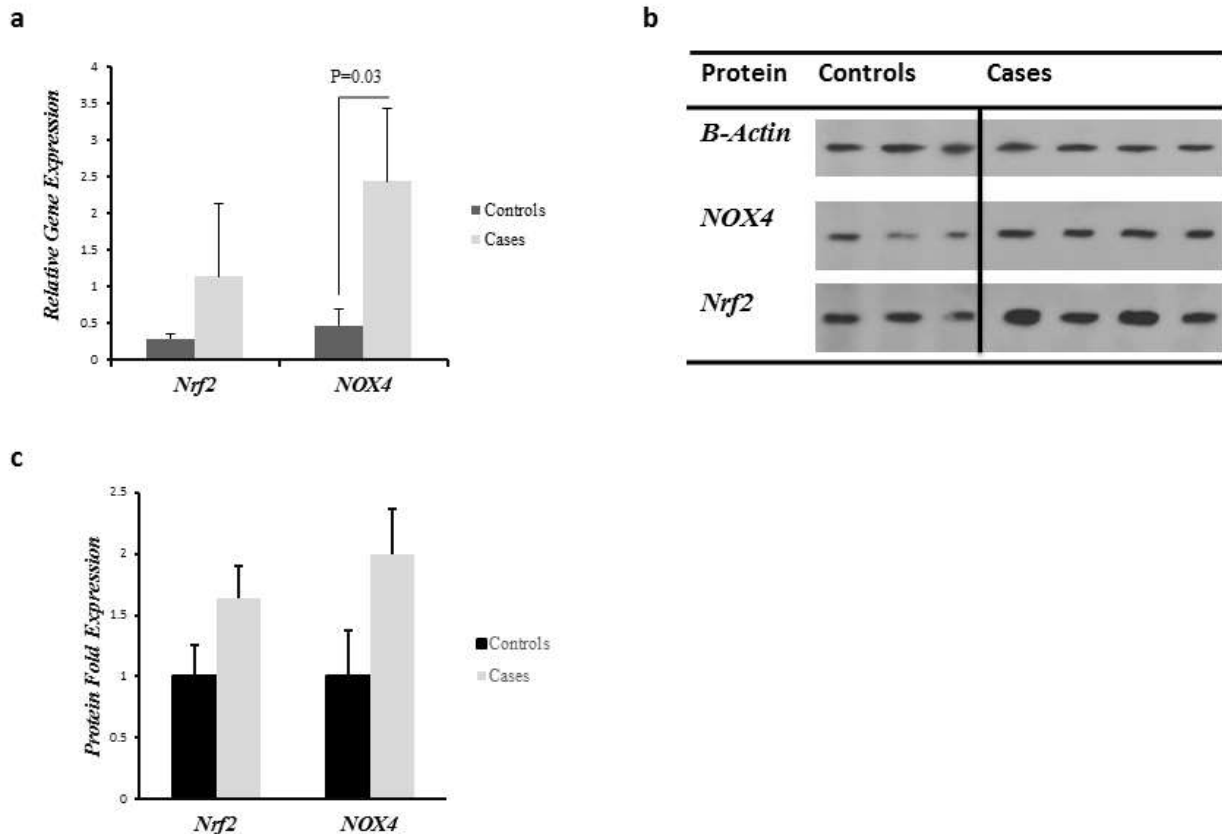 a
4
3.5
3
2.5
2
1.5
1
0.5
0
Relative Gene Expression
P=0.03
Controls
Cases
Nrf2 NOX4
b
Protein Controls Cases
B-Actin
NOX4
Nrf2
c
2.5
2
1.5
1
0.5
0
Protein Fold Expression
Controls
Cases
Nrf2 NOX4